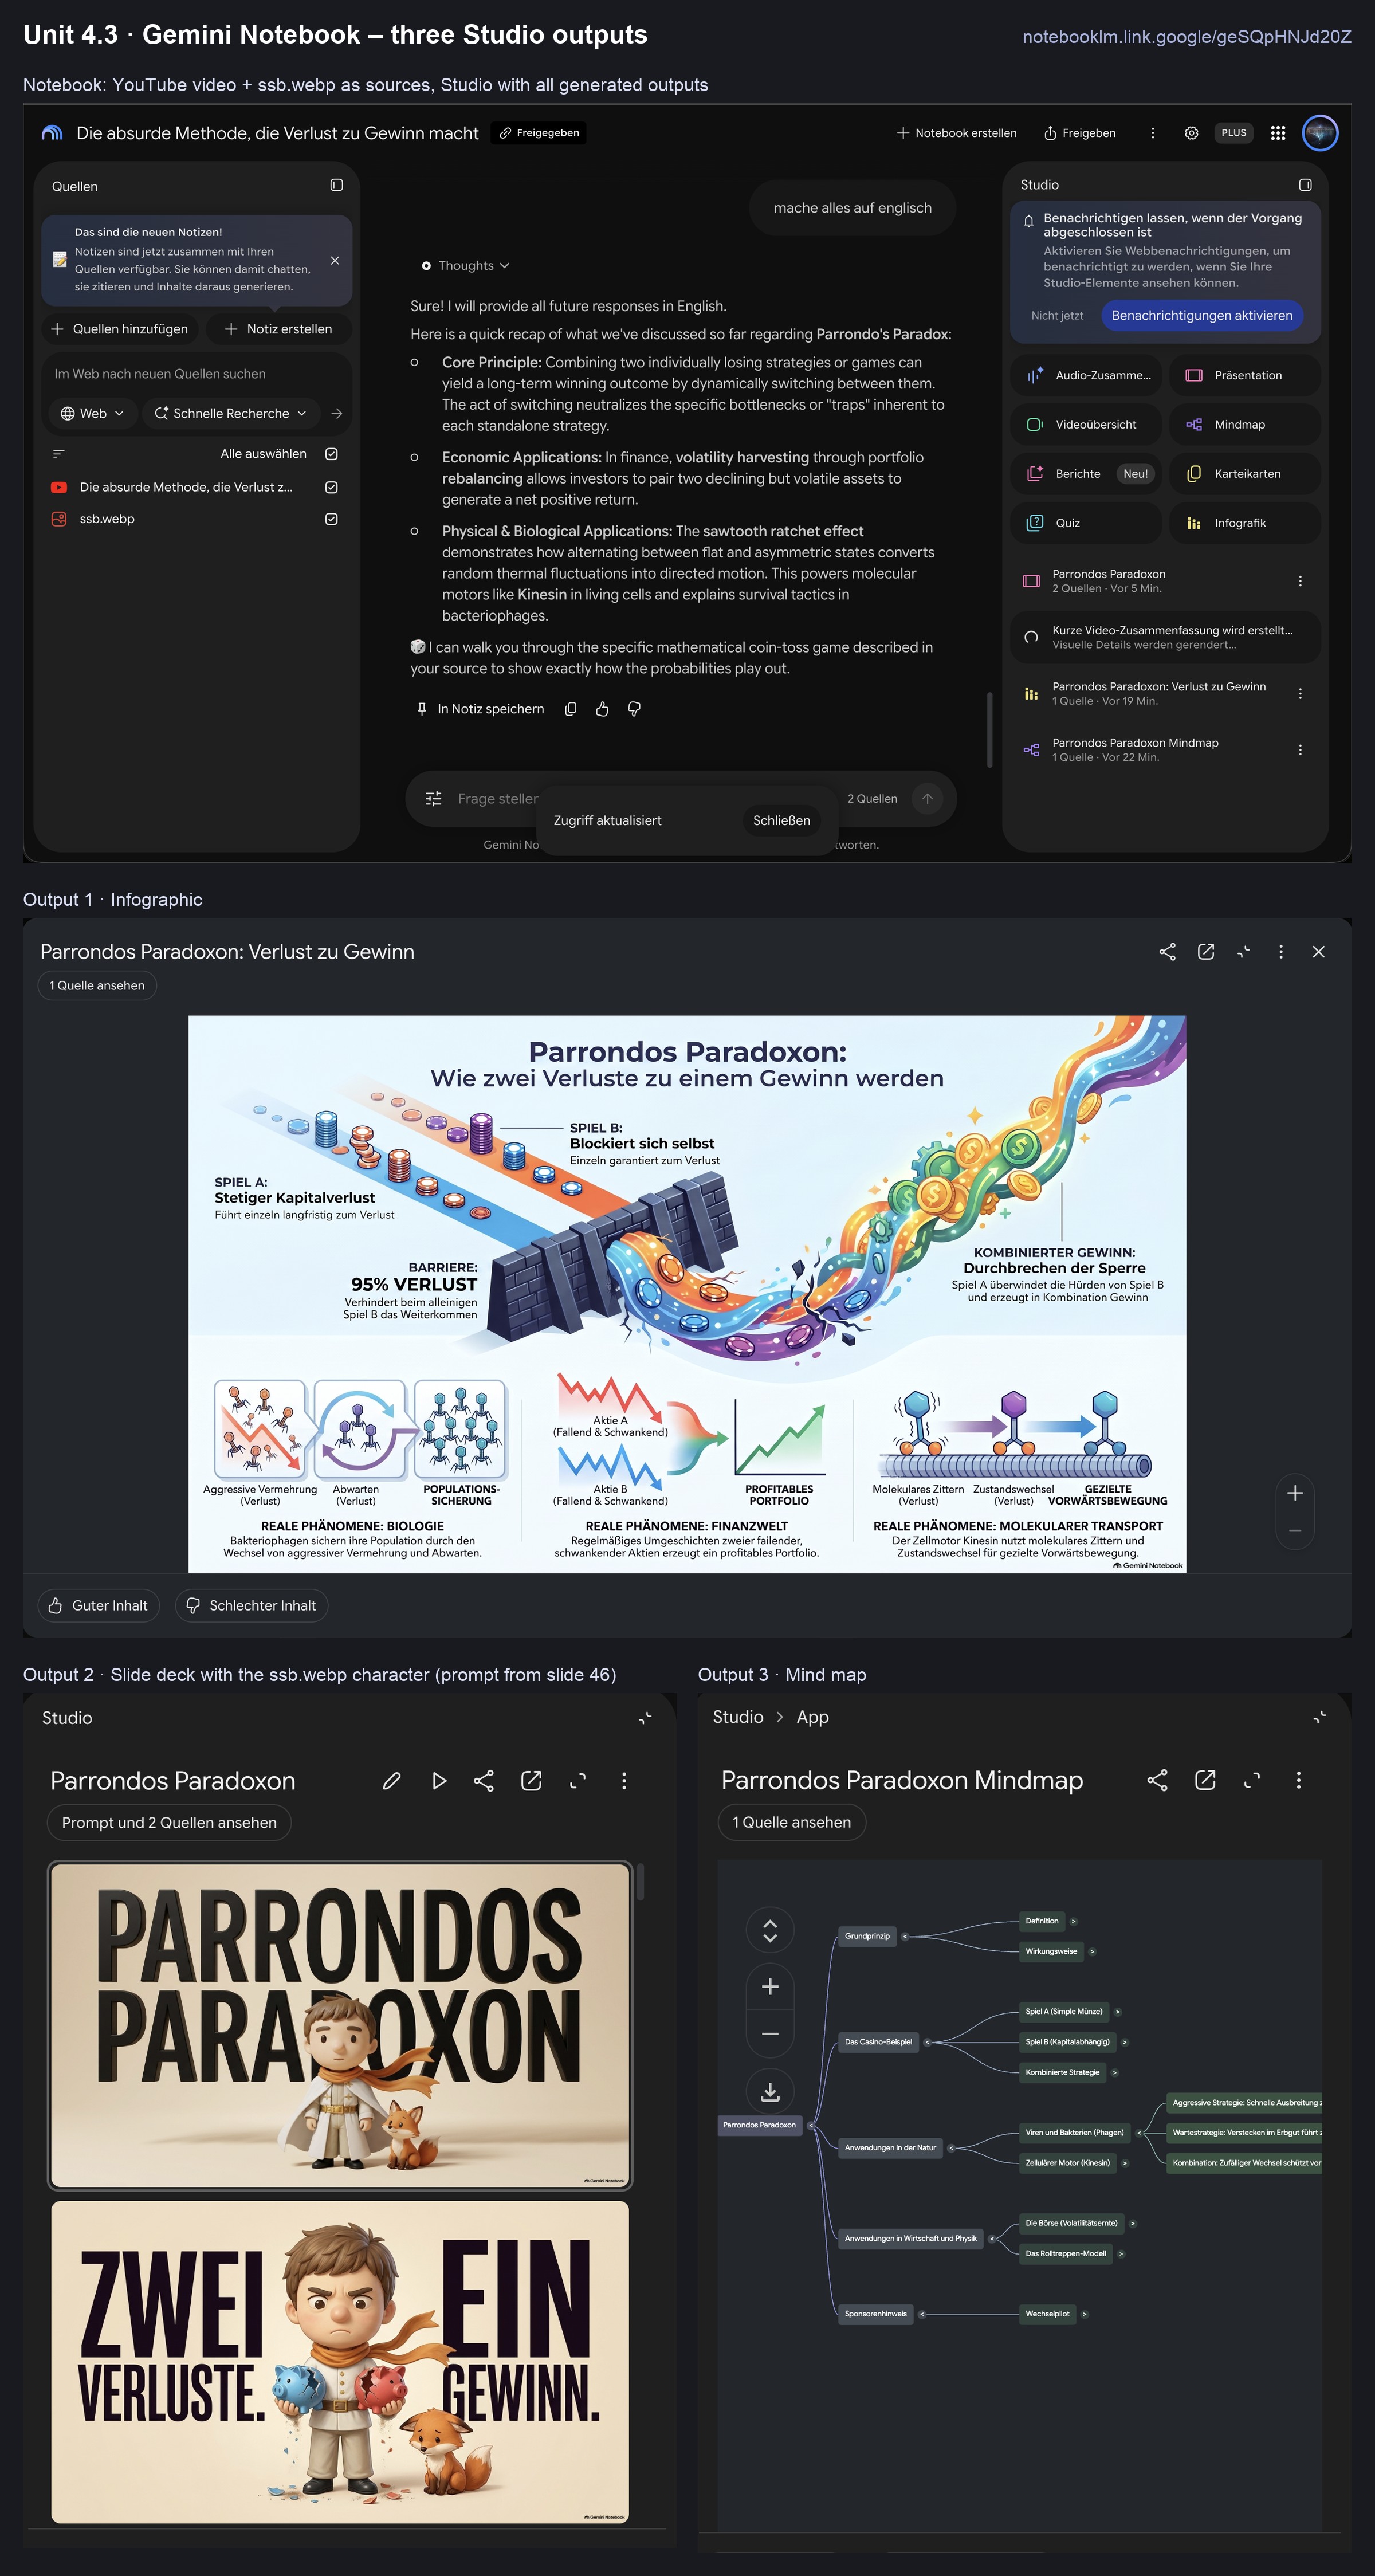 Unit 4.3 · Gemini Notebook – three Studio outputs
notebooklm.link.google/geSQpHNJd20Z
Notebook: YouTube video + ssb.webp as sources, Studio with all generated outputs
Die absurde Methode, die Verlust zu Gewinn macht
Freigegeben
Notebook erstellen
Freigeben
PLUS
Quellen
Das sind die neuen Notizen!
Notizen sind jetzt zusammen mit Ihren
Quellen verfügbar. Sie können damit chatten,
sie zitieren und Inhalte daraus generieren.
Quellen hinzufügen
Notiz erstellen
Im Web nach neuen Quellen suchen
Web
Schnelle Recherche
Alle auswählen
Die absurde Methode, die Verlust z...
ssb.webp
mache alles auf englisch
Thoughts
Sure! I will provide all future responses in English.
Here is a quick recap of what we've discussed so far regarding Parrondo's Paradox:
Core Principle: Combining two individually losing strategies or games can
yield a long-term winning outcome by dynamically switching between them.
The act of switching neutralizes the specific bottlenecks or "traps" inherent to
each standalone strategy.
Economic Applications: In finance, volatility harvesting through portfolio
rebalancing allows investors to pair two declining but volatile assets to
generate a net positive return.
Physical & Biological Applications: The sawtooth ratchet effect
demonstrates how alternating between flat and asymmetric states converts
random thermal fluctuations into directed motion. This powers molecular
motors like Kinesin in living cells and explains survival tactics in
bacteriophages.
I can walk you through the specific mathematical coin-toss game described in
your source to show exactly how the probabilities play out.
In Notiz speichern
Frage steller
2 Quellen
Zugriff aktualisiert
Schließen
Gemini No
tworten.
Studio
Benachrichtigen lassen, wenn der Vorgang
abgeschlossen ist
Aktivieren Sie Webbenachrichtigungen, um
benachrichtigt zu werden, wenn Sie Ihre
Studio-Elemente ansehen können.
Nicht jetzt
Benachrichtigungen aktivieren
Audio-Zusamme...
Präsentation
Videoübersicht
Mindmap
Berichte
Neu!
Karteikarten
Quiz
Infografik
Parrondos Paradoxon
2 Quellen · Vor 5 Min.
Kurze Video-Zusammenfassung wird erstellt...
Visuelle Details werden gerendert...
Parrondos Paradoxon: Verlust zu Gewinn
1 Quelle · Vor 19 Min.
Parrondos Paradoxon Mindmap
1 Quelle · Vor 22 Min.
Output 1 · Infographic
Parrondos Paradoxon: Verlust zu Gewinn
1 Quelle ansehen
Parrondos Paradoxon:
Wie zwei Verluste zu einem Gewinn werden
SPIEL B:
Blockiert sich selbst
Einzeln garantiert zum Verlust
SPIEL A:
Stetiger Kapitalverlust
Führt einzeln langfristig zum Verlust
BARRIERE:
95% VERLUST
Verhindert beim alleinigen
Spiel B das Weiterkommen
KOMBINIERTER GEWINN:
Durchbrechen der Sperre
Spiel A überwindet die Hürden von Spiel B
und erzeugt in Kombination Gewinn
Aggressive Vermehrung
(Verlust)
Abwarten
(Verlust)
POPULATIONS-
SICHERUNG
REALE PHÄNOMENE: BIOLOGIE
Bakteriophagen sichern ihre Population durch den
Wechsel von aggressiver Vermehrung und Abwarten.
Aktie A
(Fallend & Schwankend)
Aktie B
(Fallend & Schwankend)
PROFITABLES
PORTFOLIO
REALE PHÄNOMENE: FINANZWELT
Regelmäßiges Umgeschichten zweier failender,
schwankender Aktien erzeugt ein profitables Portfolio.
Molekulares Zittern
(Verlust)
Zustandswechsel
(Verlust)
GEZIELTE
VORWÄRTSBEWEGUNG
REALE PHÄNOMENE: MOLEKULARER TRANSPORT
Der Zellmotor Kinesin nutzt molekulares Zittern und
Zustandswechsel für gezielte Vorwärtsbewegung.
Gemini Notebook
Guter Inhalt
Schlechter Inhalt
Output 2 · Slide deck with the ssb.webp character (prompt from slide 46)
Studio
Parrondos Paradoxon
Prompt und 2 Quellen ansehen
PARRONDOS
PARADOXON
Gemini Notebook
ZWEI
VERLUSTE.
EIN
GEWINN.
Gemini Notebook
Output 3 · Mind map
Studio > App
Parrondos Paradoxon Mindmap
1 Quelle ansehen
Parrondos Paradoxon
Grundprinzip
Definition
Wirkungsweise
Das Casino-Beispiel
Spiel A (Simple Münze)
Spiel B (Kapitalabhängig)
Kombinierte Strategie
Anwendungen in der Natur
Viren und Bakterien (Phagen)
Aggressive Strategie: Schnelle Ausbreitung z
Wartestrategie: Verstecken im Erbgut führt z
Kombination: Zufälliger Wechsel schützt vor
Zellulärer Motor (Kinesin)
Anwendungen in Wirtschaft und Physik
Die Börse (Volatilitätsernte)
Das Rolltreppen-Modell
Sponsorenhinweis
Wechselpilot